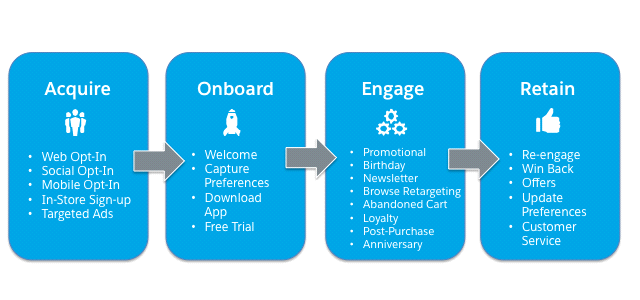 Acquire
• Web Opt-In
• Social Opt-In
• Mobile Opt-In
• In-Store Sign-up
• Targeted Ads
Onboard
• Welcome
• Capture
Preferences
• Download
App
• Free Trial
Engage
• Promotional
• Birthday
• Newsletter
• Browse Retargeting
• Abandoned Cart
• Loyalty
• Post-Purchase
• Anniversary
Retain
• Re-engage
• Win Back
• Offers
• Update
Preferences
• Customer
Service